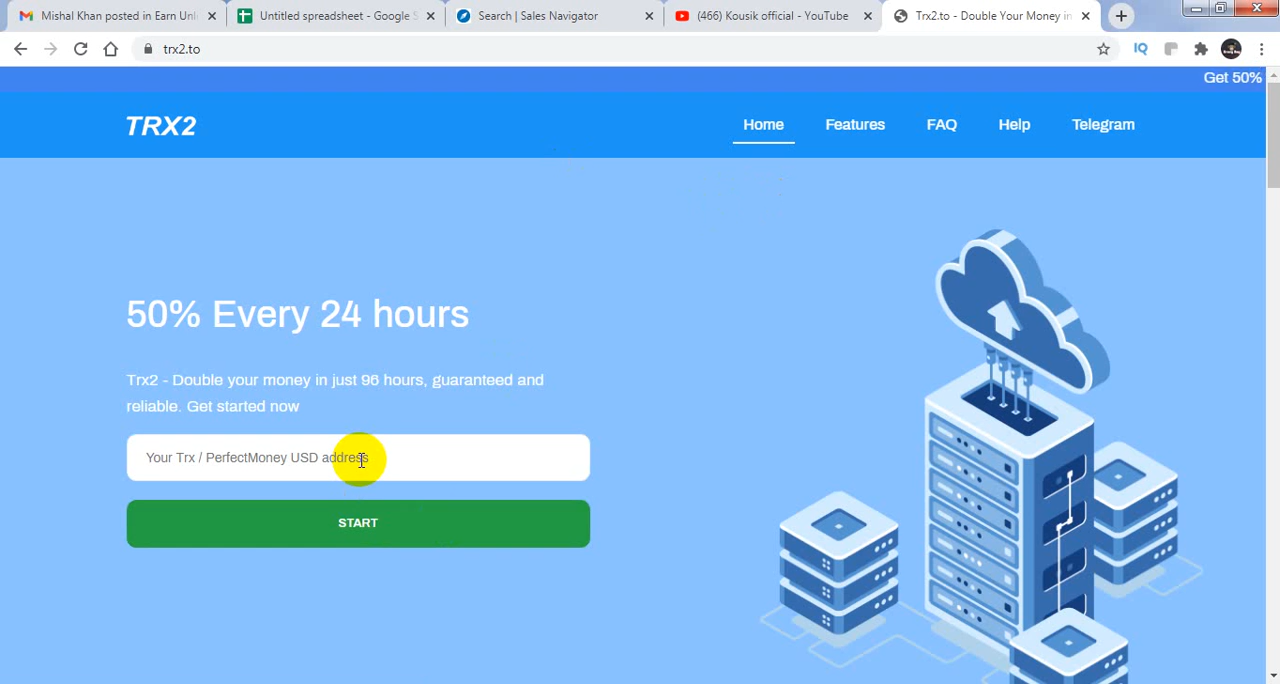 Mishal Khan posted in Earn Unl
Untitled spreadsheet - Google S
Search | Sales Navigator
(466) Kousik official - YouTube
Trx2.to - Double Your Money in
trx2.to
IQ
Get 50%
TRX2
Home
Features
FAQ
Help
Telegram
50% Every 24 hours
Trx2 - Double your money in just 96 hours, guaranteed and
reliable. Get started now
Your Trx / PerfectMoney USD address
START